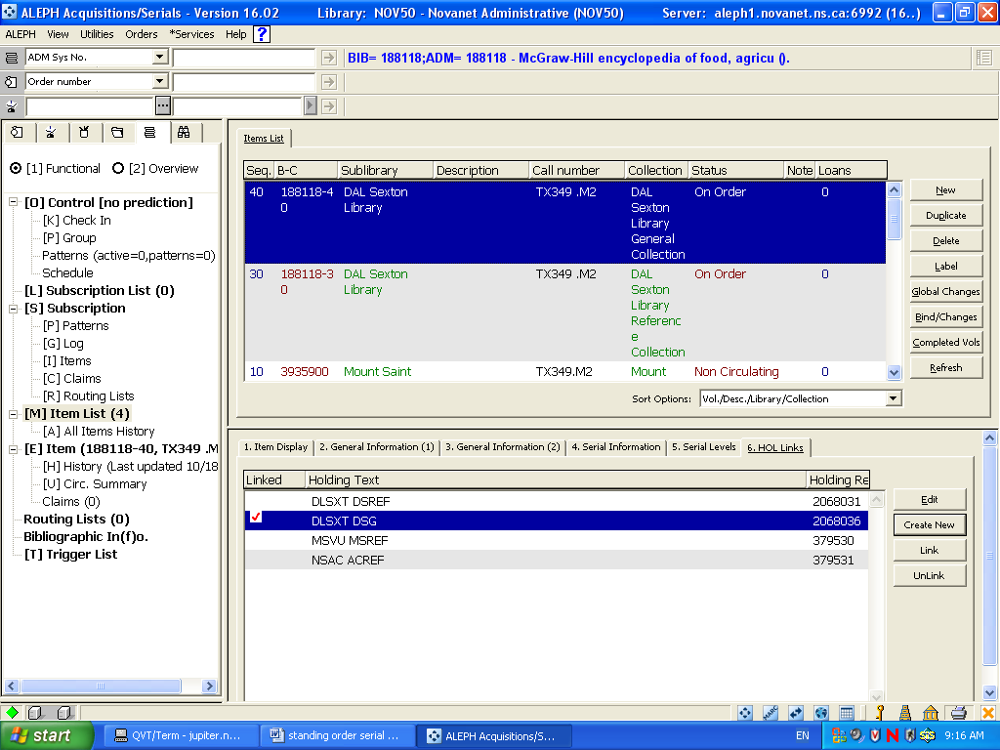 ALEPH Acquisitions/Serials - Version 16.02 Library: NOV50 - Novanet Administrative (NOV50) Server: aleph1.novanet.ns.ca:6992 (16..)
ALEPH View Utilities Orders *Services Help ?
ADM Sys No. BIB= 188118;ADM= 188118 - McGraw-Hill encyclopedia of food, agricu ().
Order number
...
[1] Functional [2] Overview
[O] Control [no prediction]
[K] Check In
[P] Group
Patterns (active=0,patterns=0)
Schedule
[L] Subscription List (0)
[S] Subscription
[P] Patterns
[G] Log
[I] Items
[C] Claims
[R] Routing Lists
[M] Item List (4)
[A] All Items History
[E] Item (188118-40, TX349 .M
[H] History (Last updated 10/18
[U] Circ. Summary
Claims (0)
Routing Lists (0)
Bibliographic In(f)o.
[T] Trigger List
Items List
Seq. B-C Sublibrary Description Call number Collection Status Note Loans
40 188118-4 DAL Sexton TX349 .M2 DAL On Order 0
0 Library Sexton
Library
General
Collection
30 188118-3 DAL Sexton TX349 .M2 DAL On Order 0
0 Library Sexton
Library
Referenc
e
Collection
10 3935900 Mount Saint TX349.M2 Mount Non Circulating 0
Sort Options: Vol./Desc./Library/Collection
New
Duplicate
Delete
Label
Global Changes
Bind/Changes
Completed Vols
Refresh
1. Item Display 2. General Information (1) 3. General Information (2) 4. Serial Information 5. Serial Levels 6. HOL Links
Linked Holding Text Holding Re
DLSXT DSREF 2068031
DLSXT DSG 2068036
MSVU MSREF 379530
NSAC ACREF 379531
Edit
Create New
Link
UnLink
MARC
start QVT/Term - jupiter.n... standing order serial ... ALEPH Acquisitions/S... EN 9:16 AM